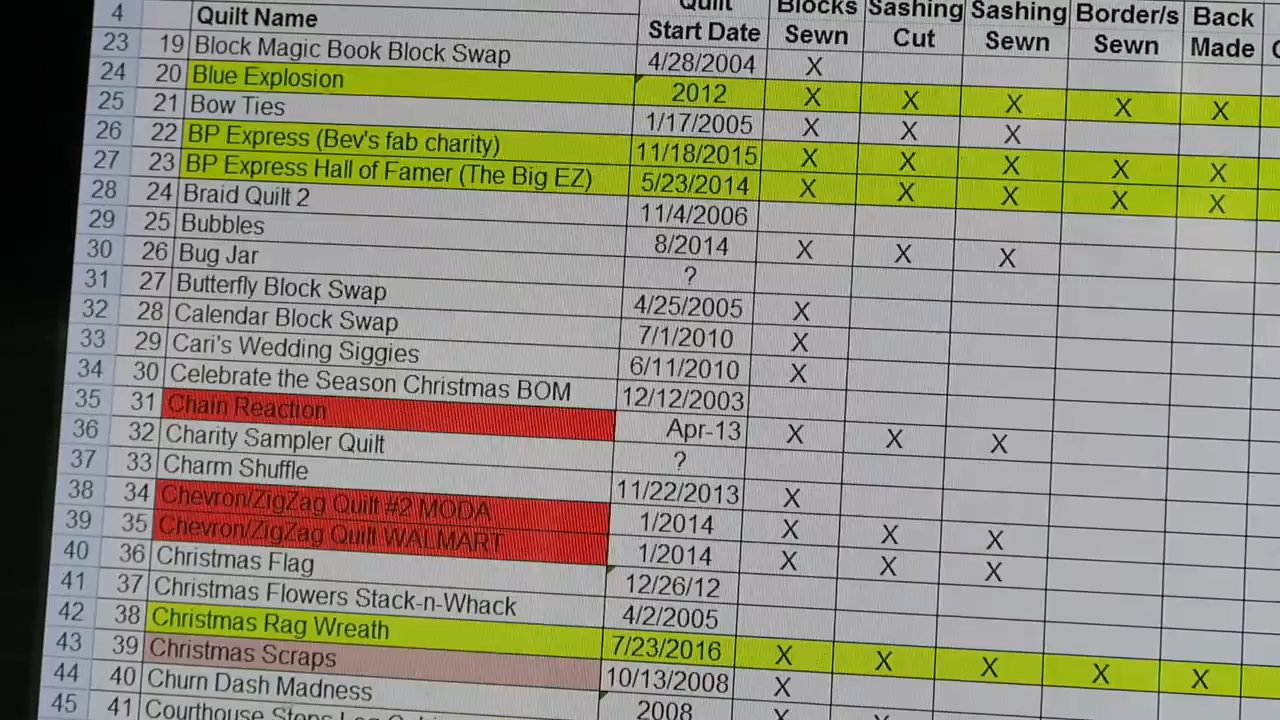 Quilt Blocks Sashing Sashing Border/s Back
4 Quilt Name Start Date Sewn Cut Sewn Sewn Made
23 19 Block Magic Book Block Swap 4/28/2004 X
24 20 Blue Explosion 2012 X X X X X
25 21 Bow Ties 1/17/2005 X X X
26 22 BP Express (Bev's fab charity) 11/18/2015 X X X X X
27 23 BP Express Hall of Famer (The Big EZ) 5/23/2014 X X X X X
28 24 Braid Quilt 2 11/4/2006
29 25 Bubbles 8/2014 X X X
30 26 Bug Jar ?
31 27 Butterfly Block Swap 4/25/2005 X
32 28 Calendar Block Swap 7/1/2010 X
33 29 Cari's Wedding Siggies 6/11/2010 X
34 30 Celebrate the Season Christmas BOM 12/12/2003
35 31 Chain Reaction Apr-13 X X X
36 32 Charity Sampler Quilt ?
37 33 Charm Shuffle 11/22/2013 X
38 34 Chevron/ZigZag Quilt #2 MODA 1/2014 X X X
39 35 Chevron/ZigZag Quilt WALMART 1/2014 X X X
40 36 Christmas Flag 12/26/12
41 37 Christmas Flowers Stack-n-Whack 4/2/2005
42 38 Christmas Rag Wreath 7/23/2016 X X X X X
43 39 Christmas Scraps 10/13/2008 X
44 40 Churn Dash Madness 2008 X X
45 41 Courthouse Steps Log